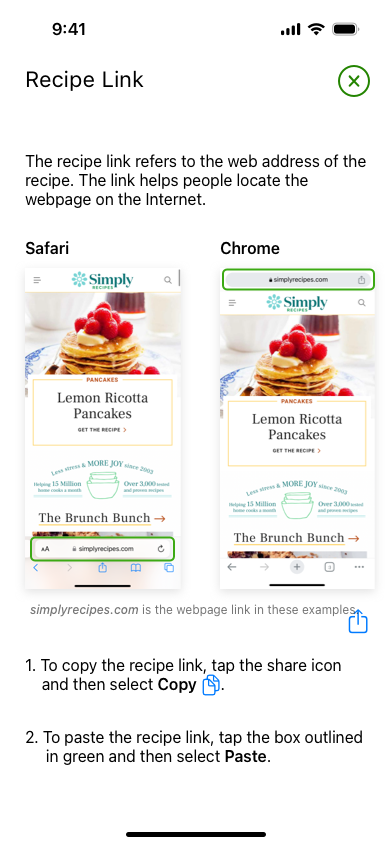 9:41
Recipe Link
The recipe link refers to the web address of the
recipe. The link helps people locate the
webpage on the Internet.
Safari
Chrome
Simply
RECIPES
PANCAKES
Lemon Ricotta
Pancakes
GET THE RECIPE >
Less stress & MORE JOY since 2003
Helping 15 Million
home cooks a month
Over 3,000 tested
and proven recipes
The Brunch Bunch →
AA
simplyrecipes.com
simplyrecipes.com
Simply
RECIPES
PANCAKES
Lemon Ricotta
Pancakes
GET THE RECIPE >
Less stress & MORE JOY since 2003
Helping 15 Million
home cooks a month
Over 3,000 tested
and proven recipes
The Brunch Bunch →
simplyrecipes.com is the webpage link in these examples.
1. To copy the recipe link, tap the share icon
and then select Copy .
2. To paste the recipe link, tap the box outlined
in green and then select Paste.